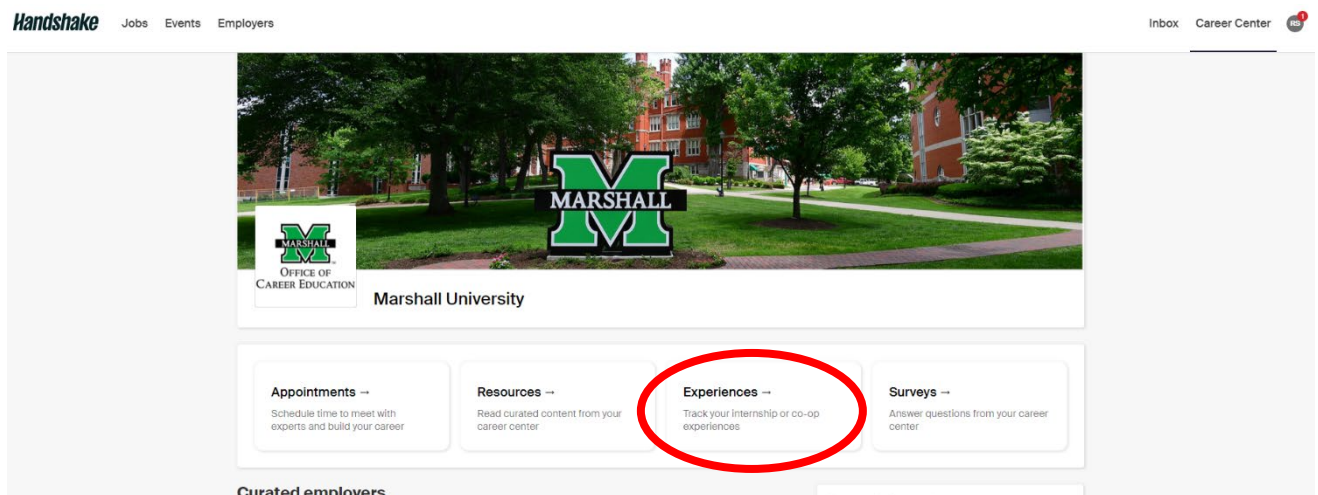 Handshake Jobs Events Employers Inbox Career Center RS 1
MARSHALL
MARSHALL
OFFICE OF
CAREER EDUCATION
Marshall University
Appointments →
Schedule time to meet with
experts and build your career
Resources →
Read curated content from your
career center
Experiences →
Track your internship or co-op
experiences
Surveys →
Answer questions from your career
center
Curated employers